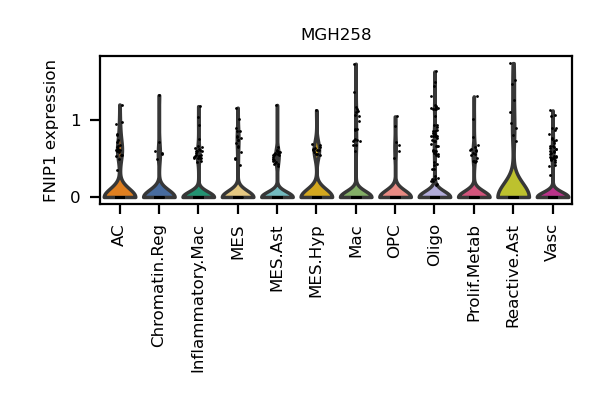 MGH258
FNIP1 expression
1
0
AC
Chromatin.Reg
Inflammatory.Mac
MES
MES.Ast
MES.Hyp
Mac
OPC
Oligo
Prolif.Metab
Reactive.Ast
Vasc